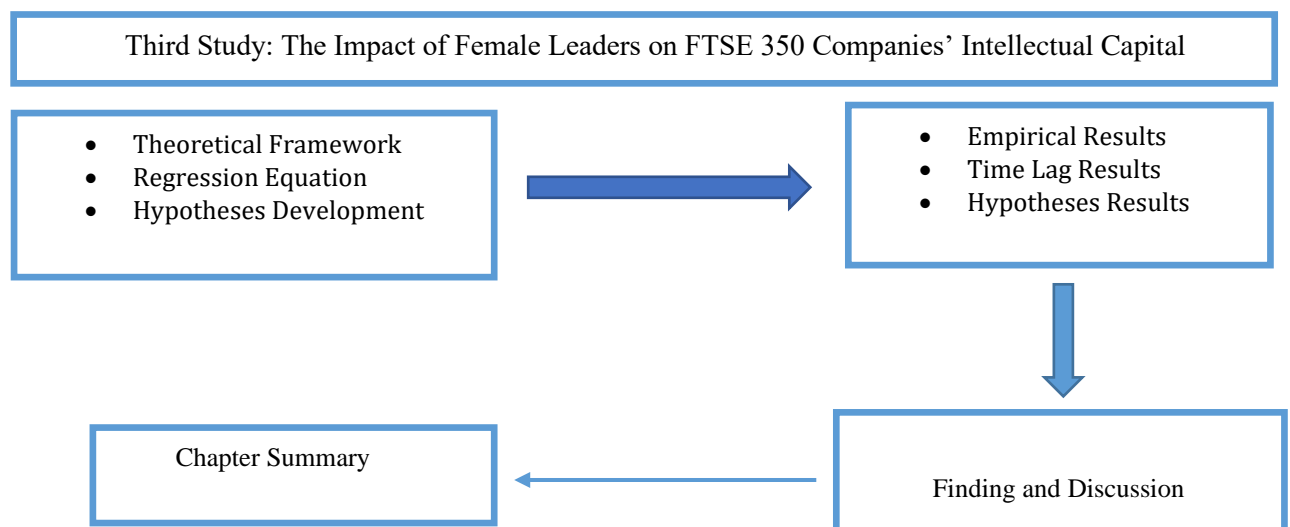 Third Study: The Impact of Female Leaders on FTSE 350 Companies’ Intellectual Capital
• Theoretical Framework
• Regression Equation
• Hypotheses Development
• Empirical Results
• Time Lag Results
• Hypotheses Results
Finding and Discussion
Chapter Summary